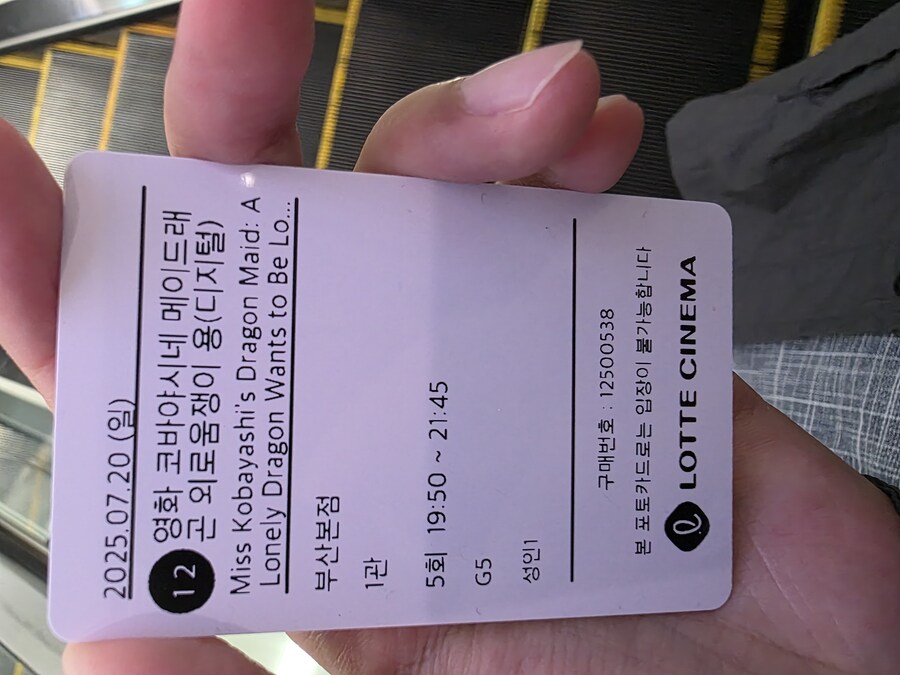 2025.07.20 (일)
12 영화 코바야시네 메이드래
곤 외로움쟁이 용(디지털)
Miss Kobayashi's Dragon Maid: A
Lonely Dragon Wants to Be Lo...
부산본점
1관
5회 19:50 ~ 21:45
G5
성인1
구매번호 : 12500538
본 포토카드로는 입장이 불가능합니다
LOTTE CINEMA